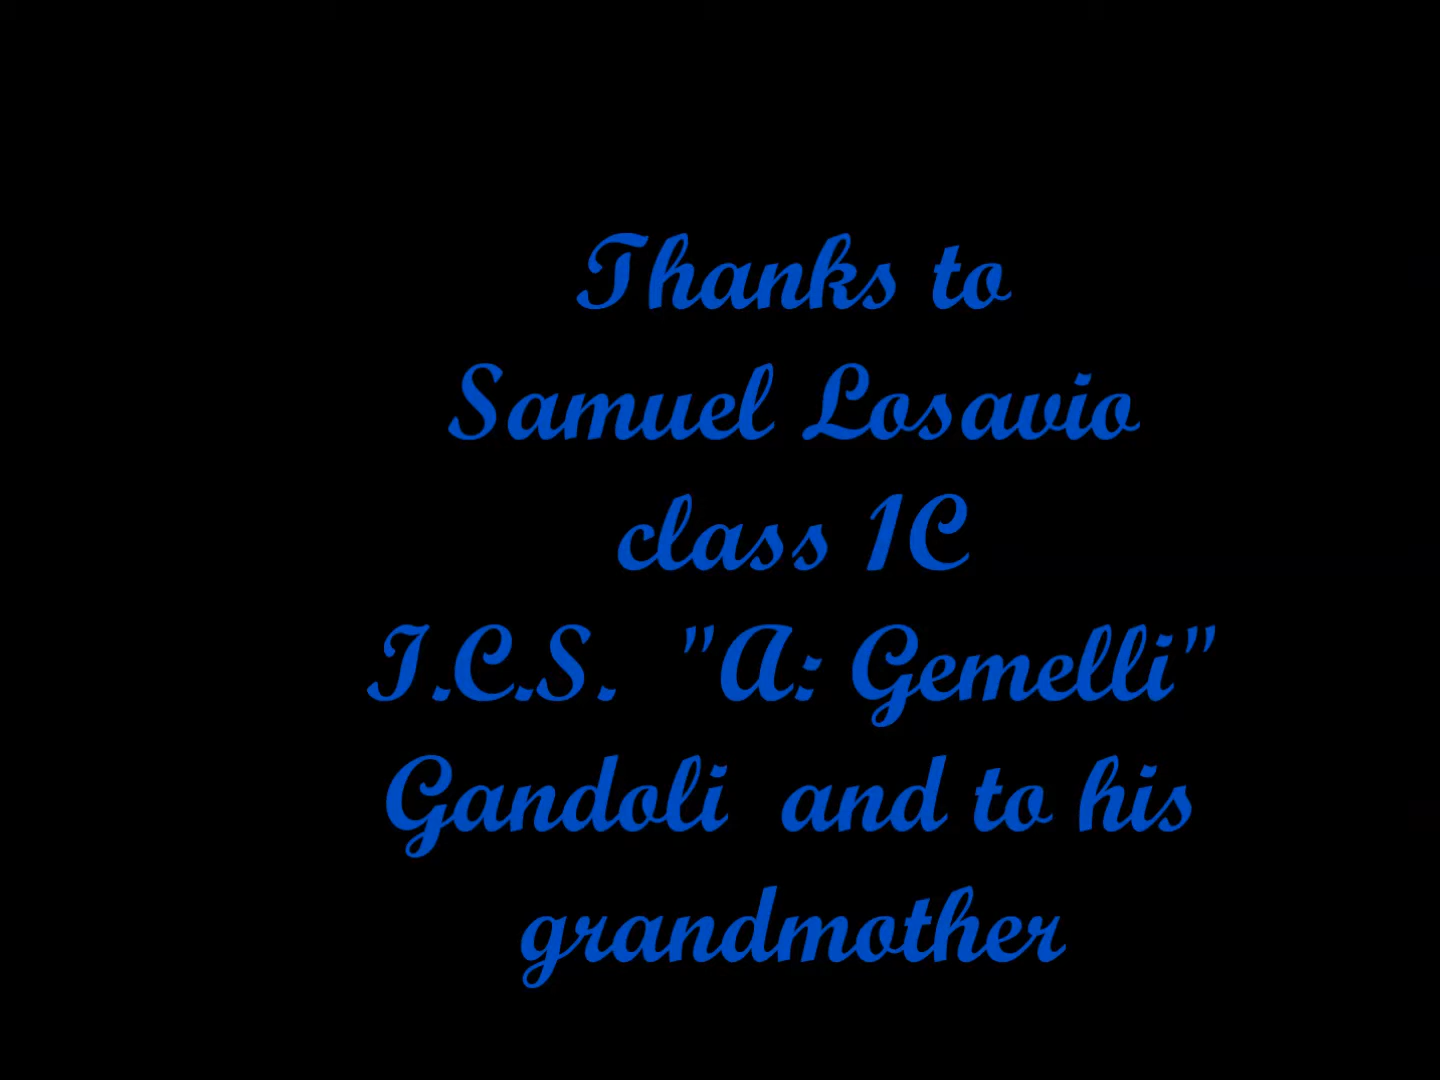 Thanks to
Samuel Losavio
class 1C
I.C.S. "A: Gemelli"
Gandoli and to his
grandmother